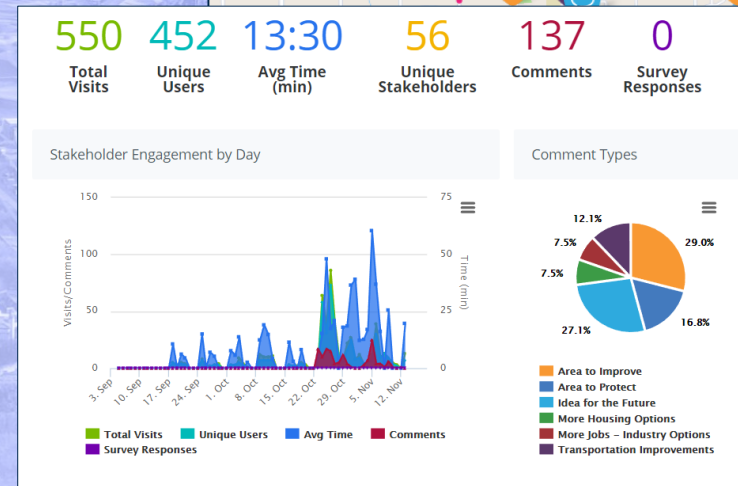 550 452 13:30 56 137 0
Total Unique Avg Time Unique Comments Survey
Visits Users (min) Stakeholders Responses
Stakeholder Engagement by Day
Comment Types
150 75
100 50
50 25
0 0
Visits/Comments
Time (min)
3. Sep 10. Sep 17. Sep 24. Sep 1. Oct 8. Oct 15. Oct 22. Oct 29. Oct 5. Nov 12. Nov
Total Visits Unique Users Avg Time Comments
Survey Responses
12.1%
29.0%
7.5%
7.5%
16.8%
27.1%
Area to Improve
Area to Protect
Idea for the Future
More Housing Options
More Jobs – Industry Options
Transportation Improvements